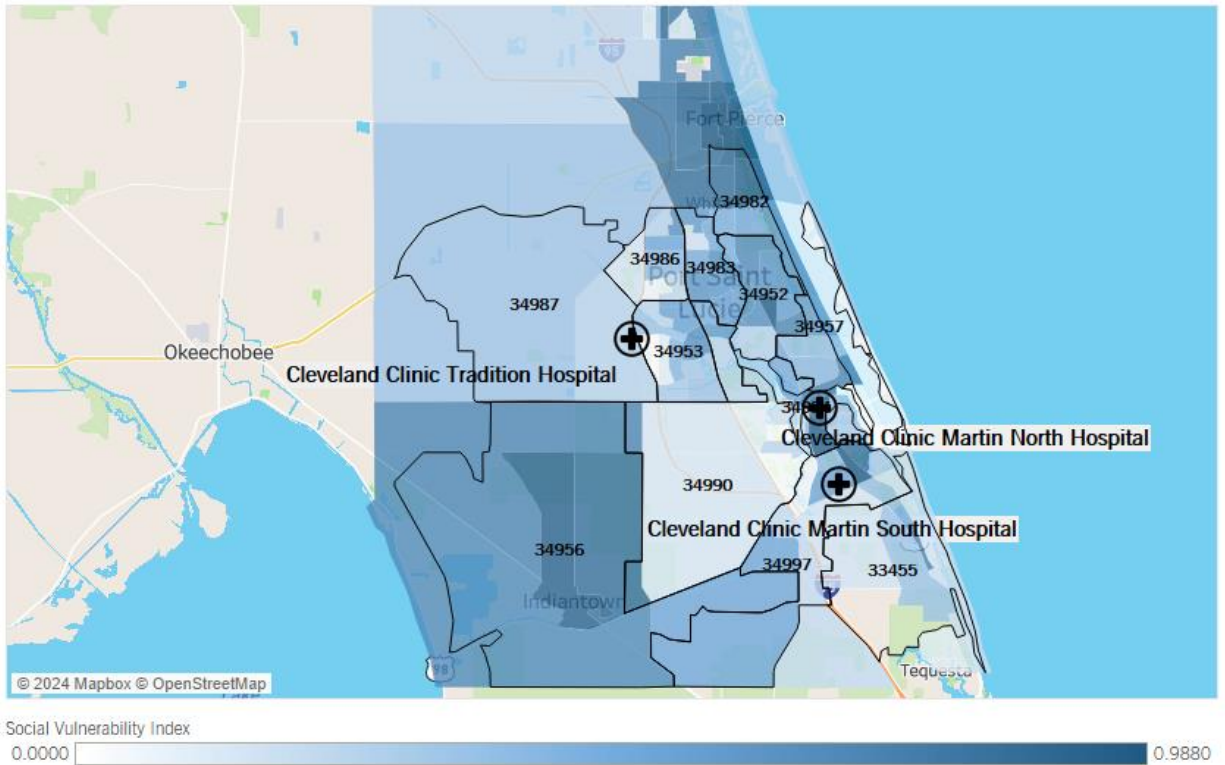 95
Fort Pierce
34982
34986
34983
Port Saint
Lucie
34952
34987
34957
Okeechobee
34953
Cleveland Clinic Tradition Hospital
Cleveland Clinic Martin North Hospital
34990
Cleveland Clinic Martin South Hospital
34956
34997
33455
Indiantown
98
Tequesta
© 2024 Mapbox © OpenStreetMap
Social Vulnerability Index
0.0000
0.9880